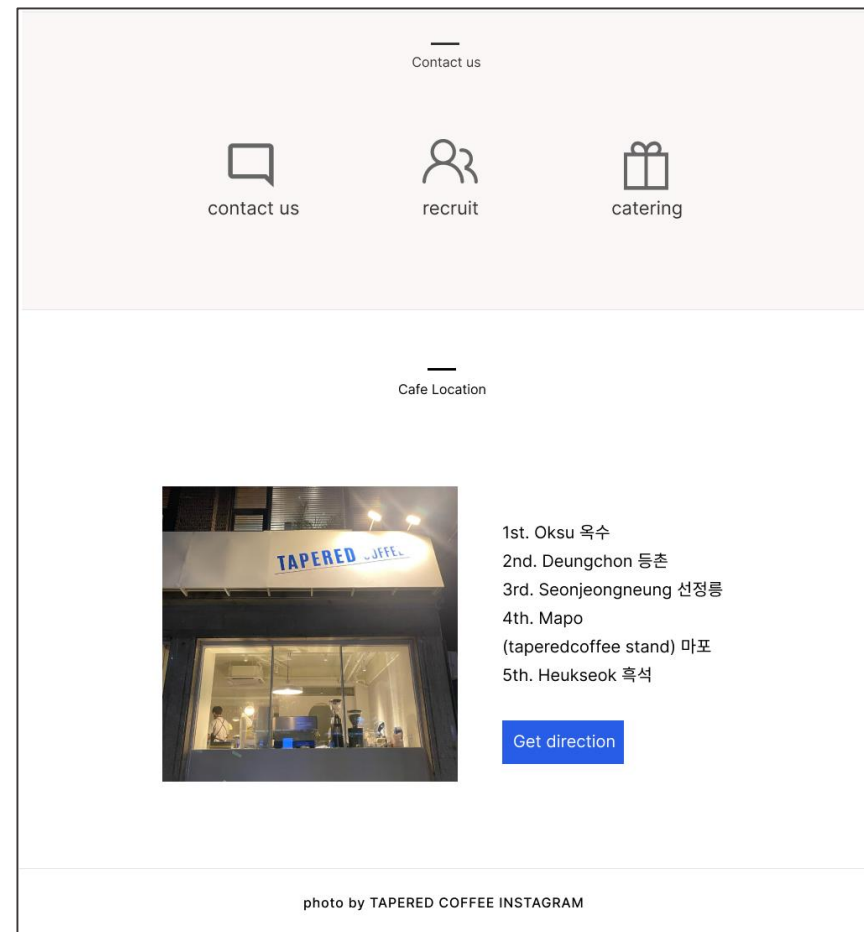 Contact us
contact us
recruit
catering
Cafe Location
TAPERED COFFEE
1st. Oksu 옥수
2nd. Deungchon 등촌
3rd. Seonjeongneung 선정릉
4th. Mapo
(taperedcoffee stand) 마포
5th. Heukseok 흑석
Get direction
photo by TAPERED COFFEE INSTAGRAM